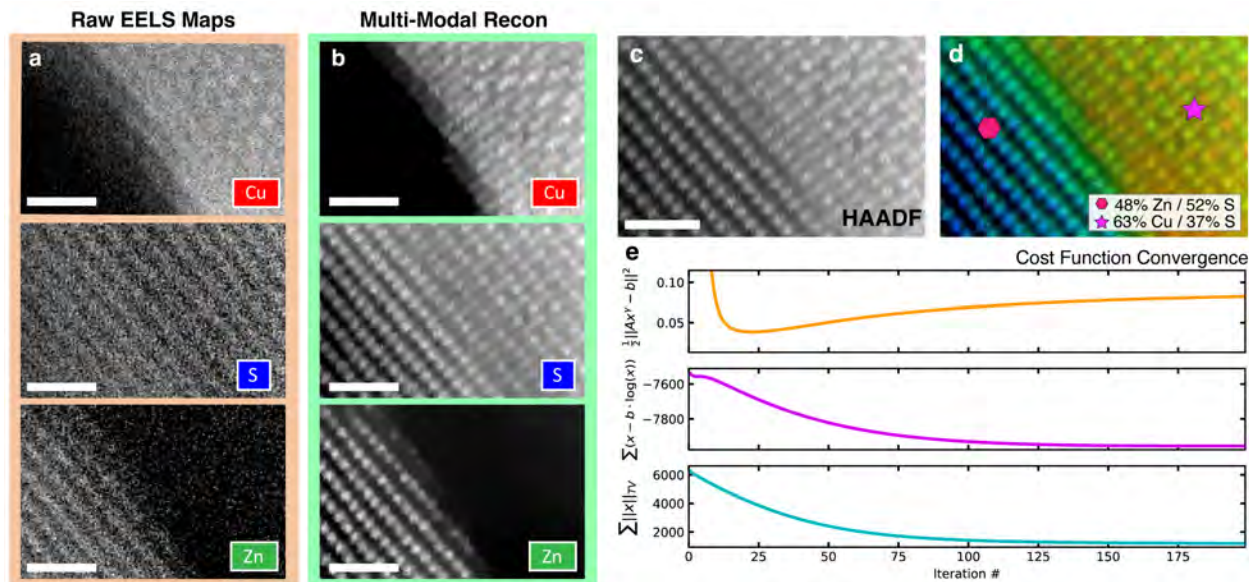 Raw EELS Maps
Multi-Modal Recon
a
Cu
S
Zn
b
Cu
S
Zn
c
HAADF
d
48% Zn / 52% S
63% Cu / 37% S
e
Cost Function Convergence
½||Axᵞ − b||²
0.10
0.05
∑(x − b · log(x))
−7600
−7800
∑||x||TV
6000
4000
2000
0 25 50 75 100 125 150 175
Iteration #